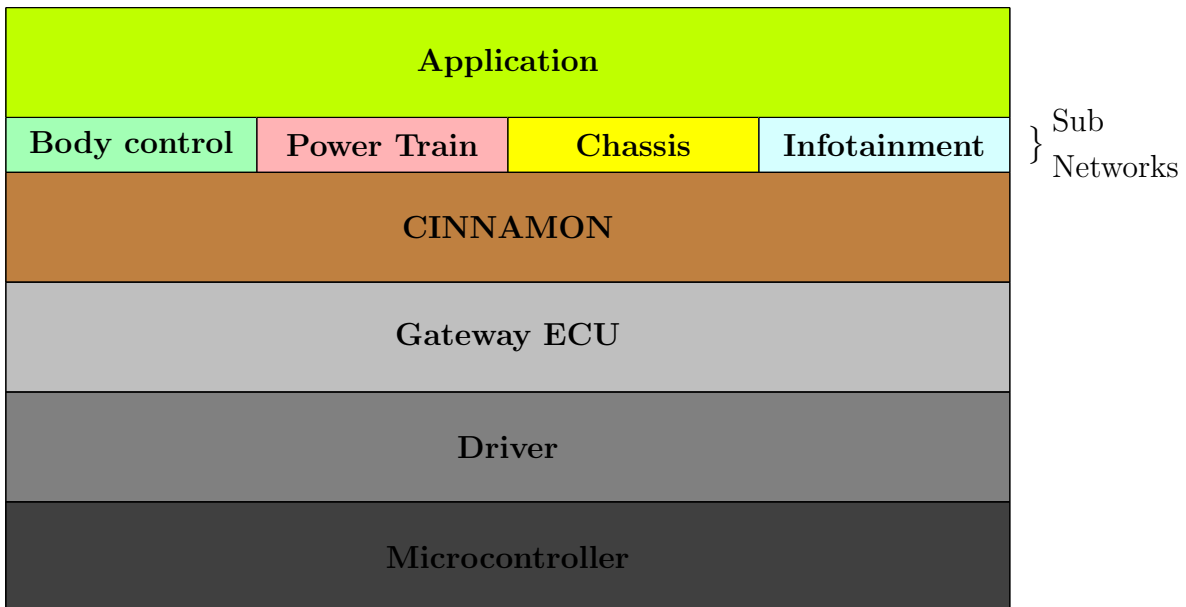 Application
Body control Power Train Chassis Infotainment
} Sub
Networks
CINNAMON
Gateway ECU
Driver
Microcontroller